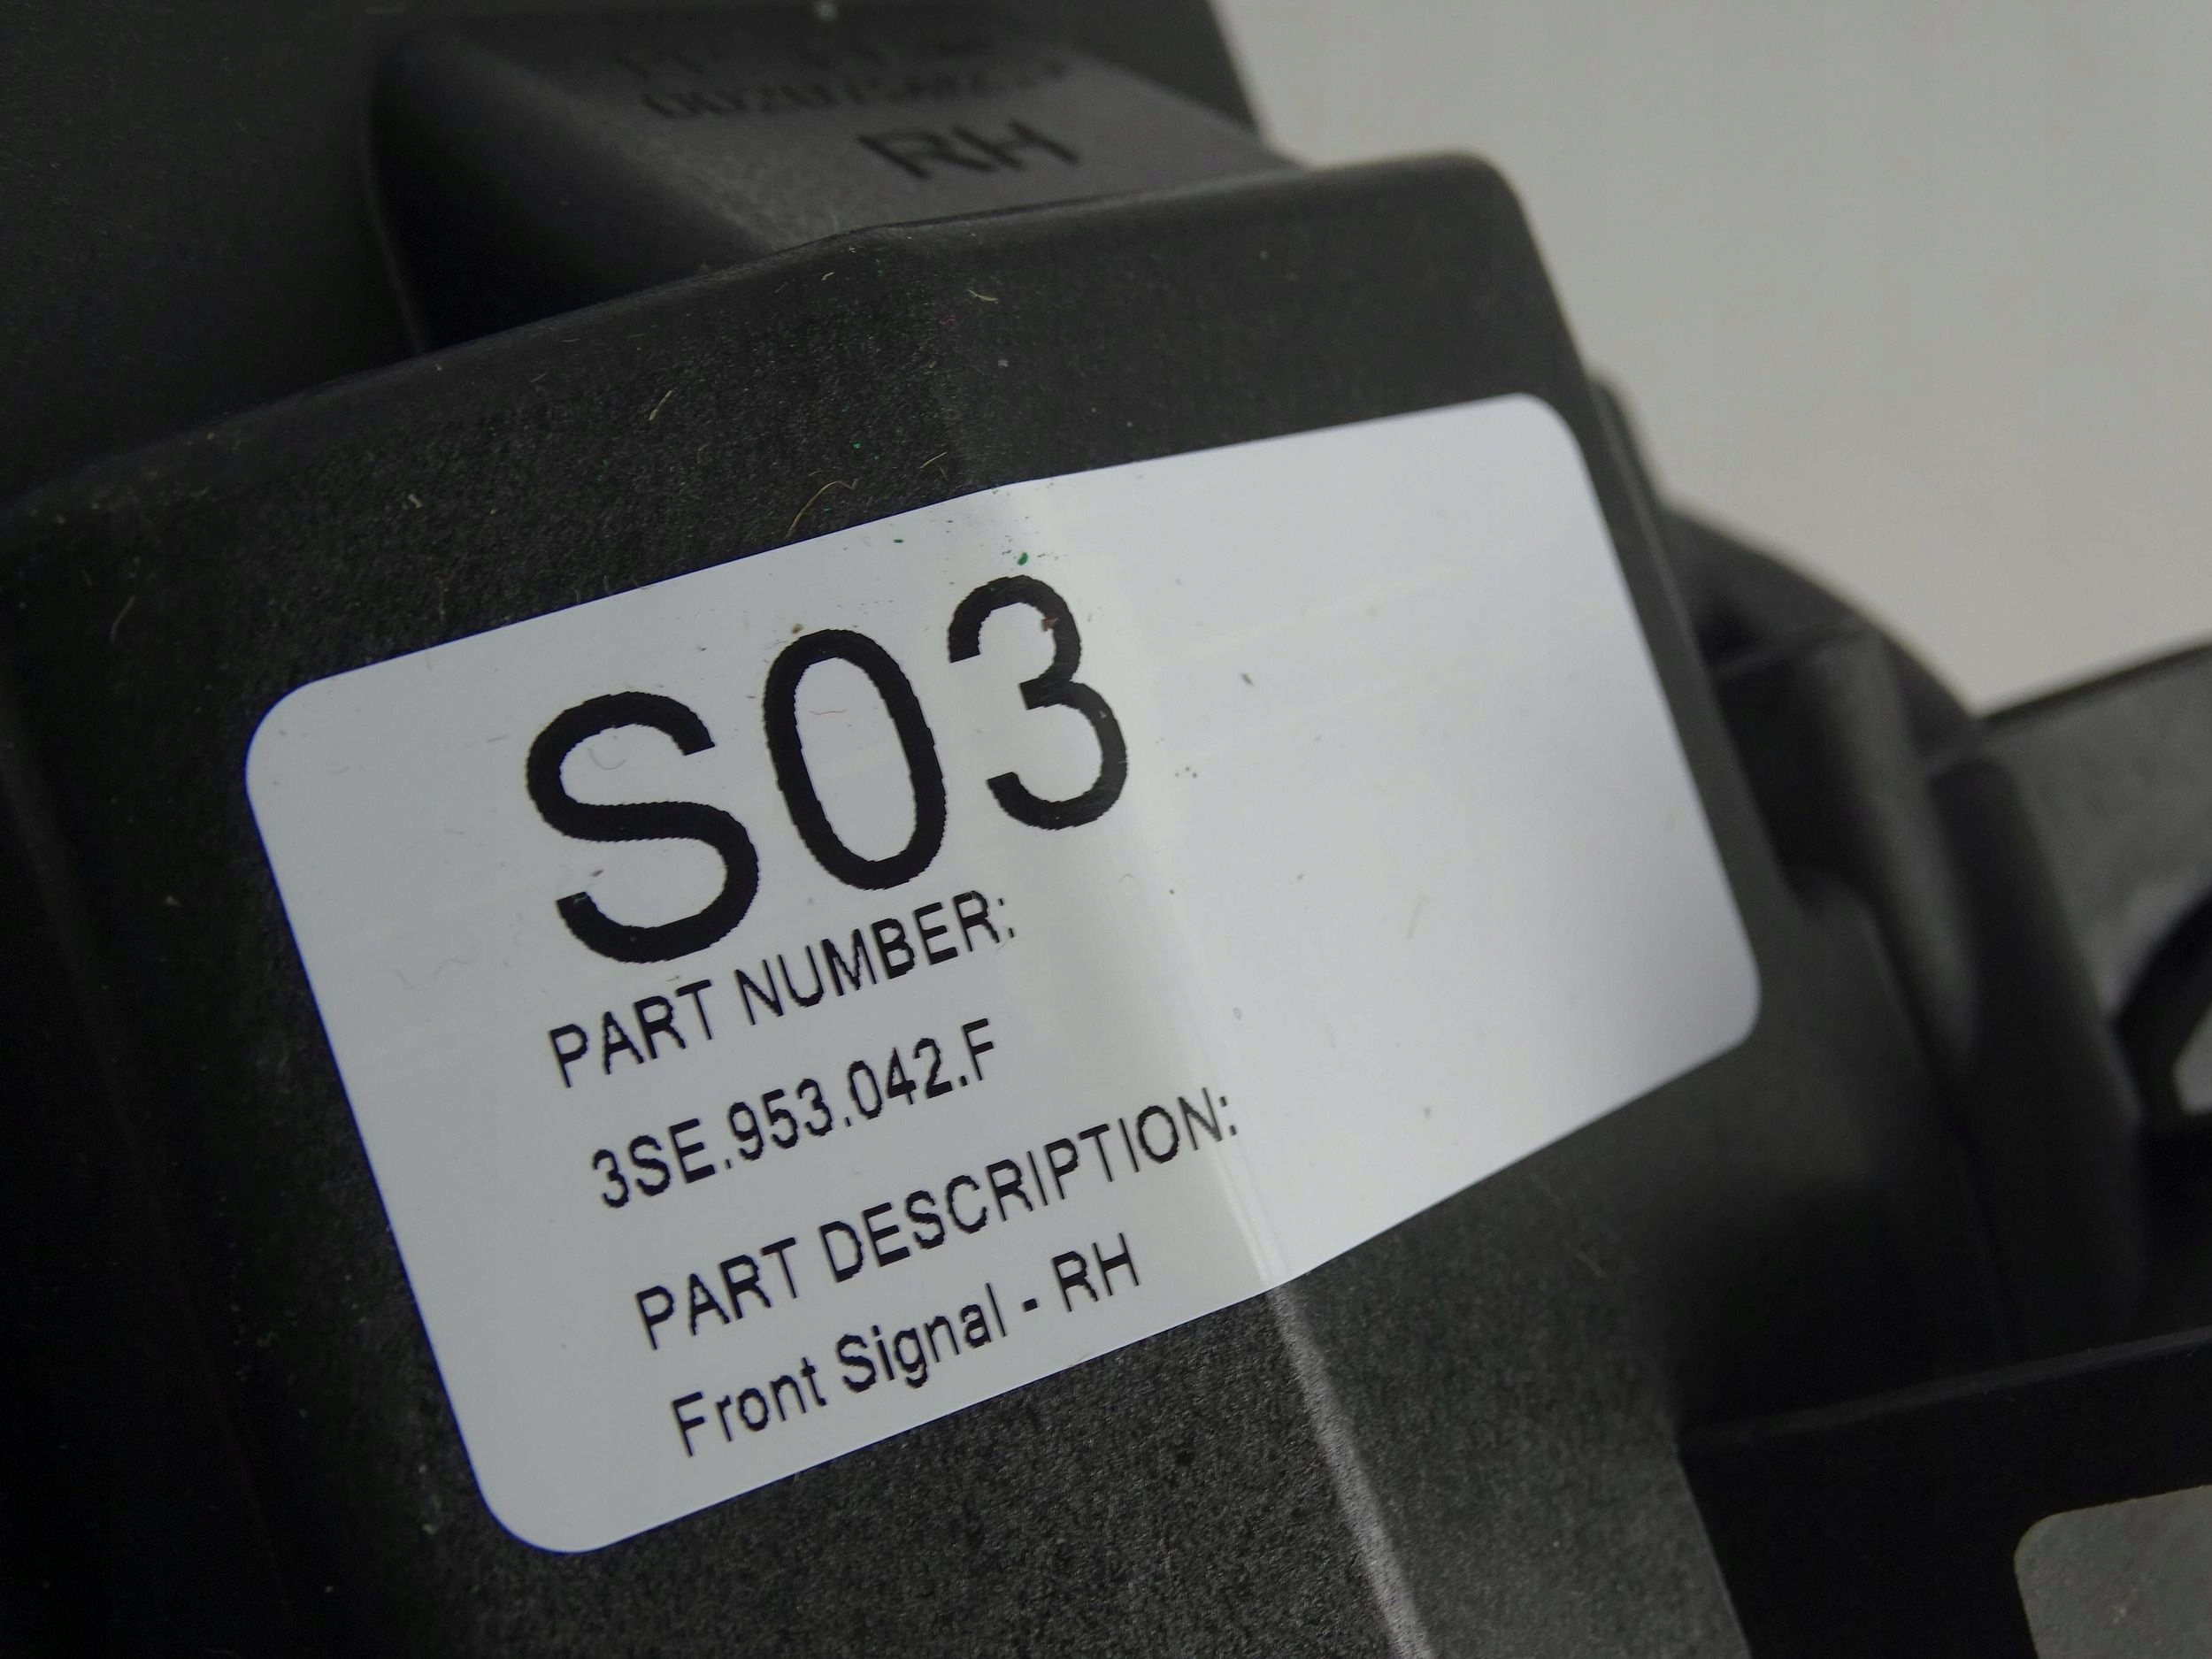 RH
S03
PART NUMBER:
3SE.953.042.F
PART DESCRIPTION:
Front Signal - RH